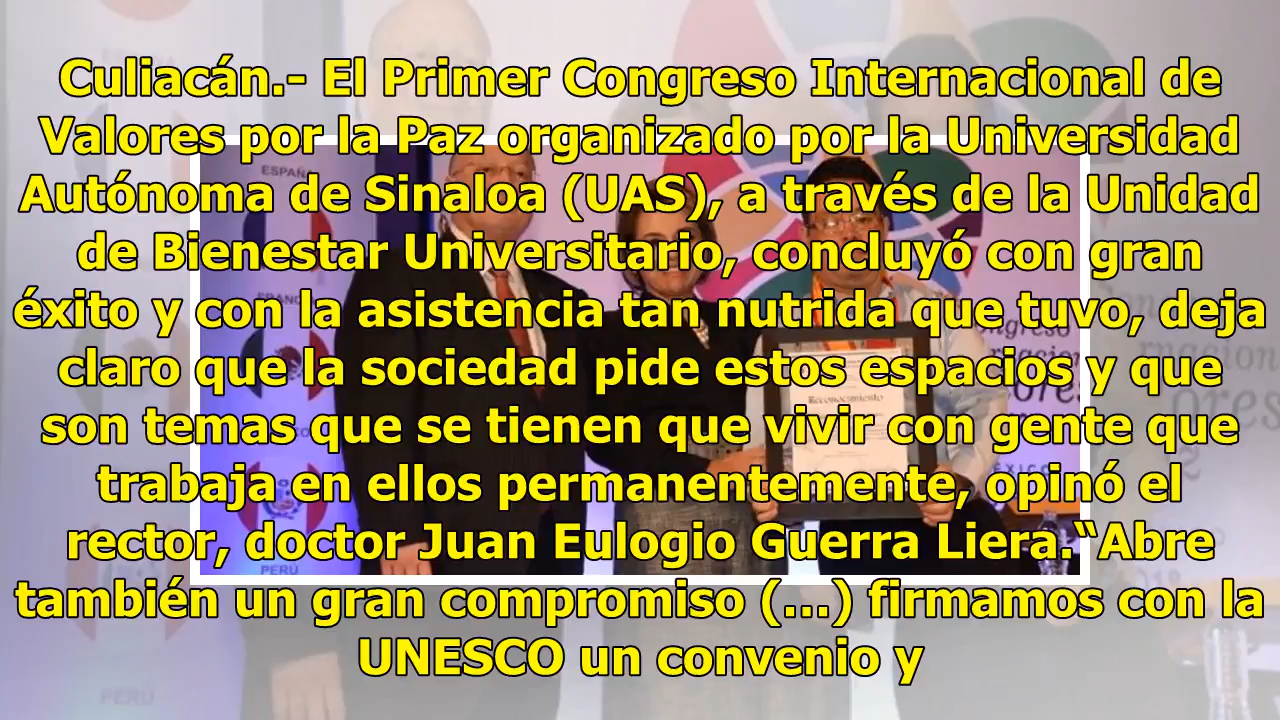 Culiacán.- El Primer Congreso Internacional de
Valores por la Paz organizado por la Universidad
Autónoma de Sinaloa (UAS), a través de la Unidad
de Bienestar Universitario, concluyó con gran
éxito y con la asistencia tan nutrida que tuvo, deja
claro que la sociedad pide estos espacios y que
son temas que se tienen que vivir con gente que
trabaja en ellos permanentemente, opinó el
rector, doctor Juan Eulogio Guerra Liera.“Abre
también un gran compromiso (...) firmamos con la
UNESCO un convenio y
Reconocimiento
PERÚ
PERÚ